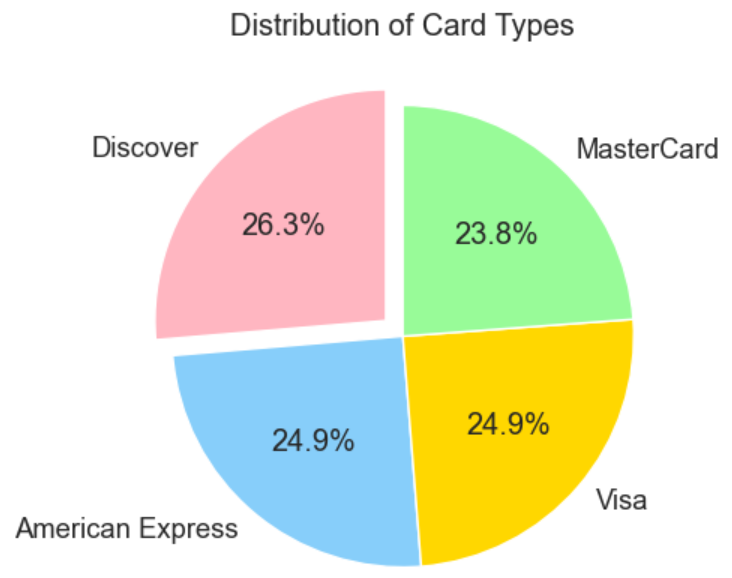 Distribution of Card Types
Discover
MasterCard
26.3%
23.8%
24.9%
24.9%
Visa
American Express